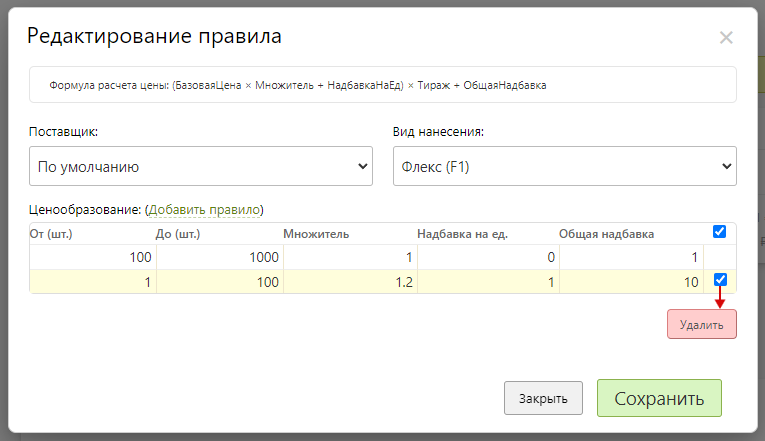 Редактирование правила
Формула расчета цены: (БазоваяЦена × Множитель + НадбавкаНаЕд) × Тираж + ОбщаяНадбавка
Поставщик: Вид нанесения:
По умолчанию Флекс (F1)
Ценообразование: (Добавить правило)
От (шт.) До (шт.) Множитель Надбавка на ед. Общая надбавка
100 1000 1 0 1
1 100 1.2 1 10
Удалить
Закрыть Сохранить